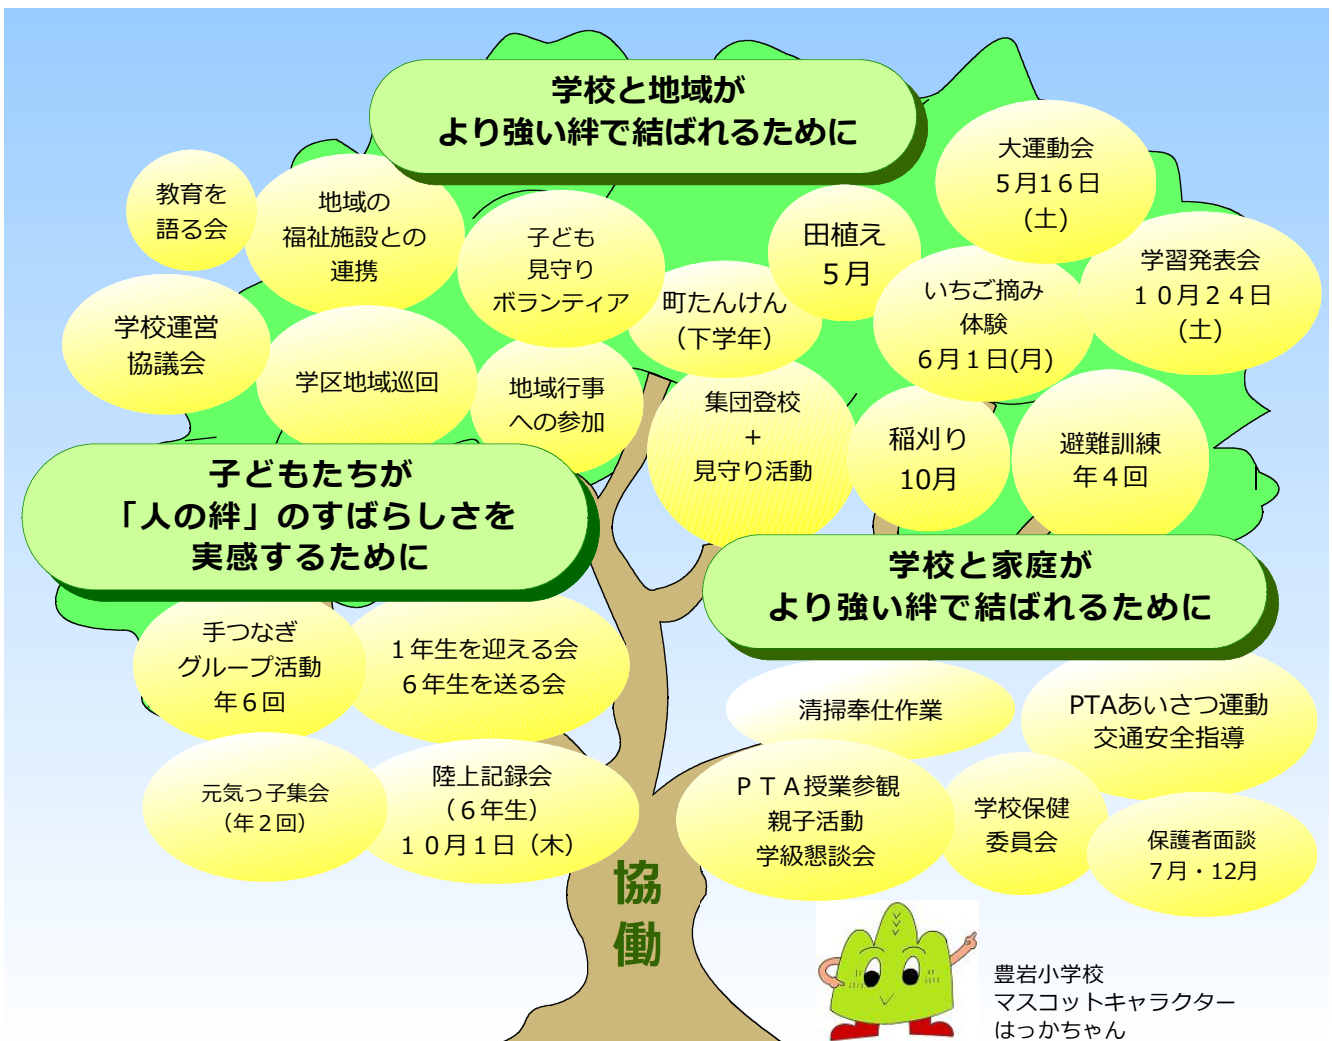 学校と地域が
より強い絆で結ばれるために
教育を
語る会
地域の
福祉施設との
連携
子ども
見守り
ボランティア
田植え
５月
大運動会
５月1６日
(土)
学習発表会
１０月２４日
(土)
学校運営
協議会
学区地域巡回
地域行事
への参加
町たんけん
（下学年）
いちご摘み
体験
６月１日(月)
集団登校
+
見守り活動
稲刈り
10月
避難訓練
年４回
子どもたちが
「人の絆」のすばらしさを
実感するために
手つなぎ
グループ活動
年６回
１年生を迎える会
６年生を送る会
元気っ子集会
（年２回）
陸上記録会
（６年生）
１０月１日（木）
学校と家庭が
より強い絆で結ばれるために
清掃奉仕作業
PTAあいさつ運動
交通安全指導
ＰＴＡ授業参観
親子活動
学級懇談会
学校保健
委員会
保護者面談
７月・12月
協
働
豊岩小学校
マスコットキャラクター
はっかちゃん